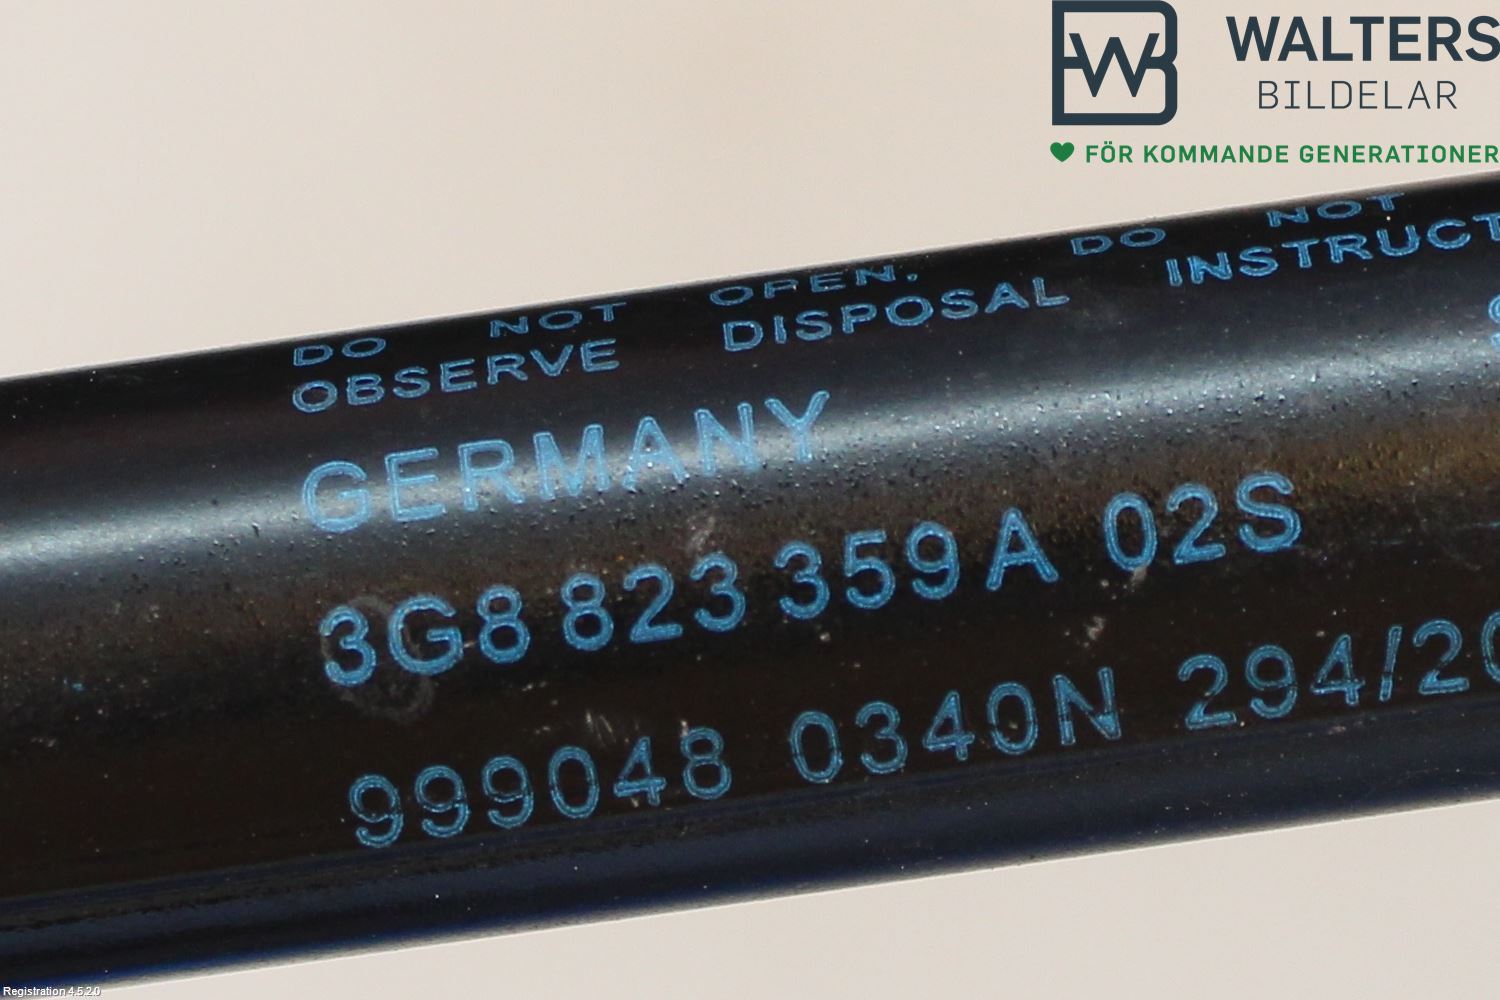 WALTERS
BILDELAR
FÖR KOMMANDE GENERATIONER
DO NOT OPEN. DO NOT
OBSERVE DISPOSAL INSTRUCT
GERMANY
3G8 823 359 A 02S
999048 0340N 294/20
Registration 4.5.2.0